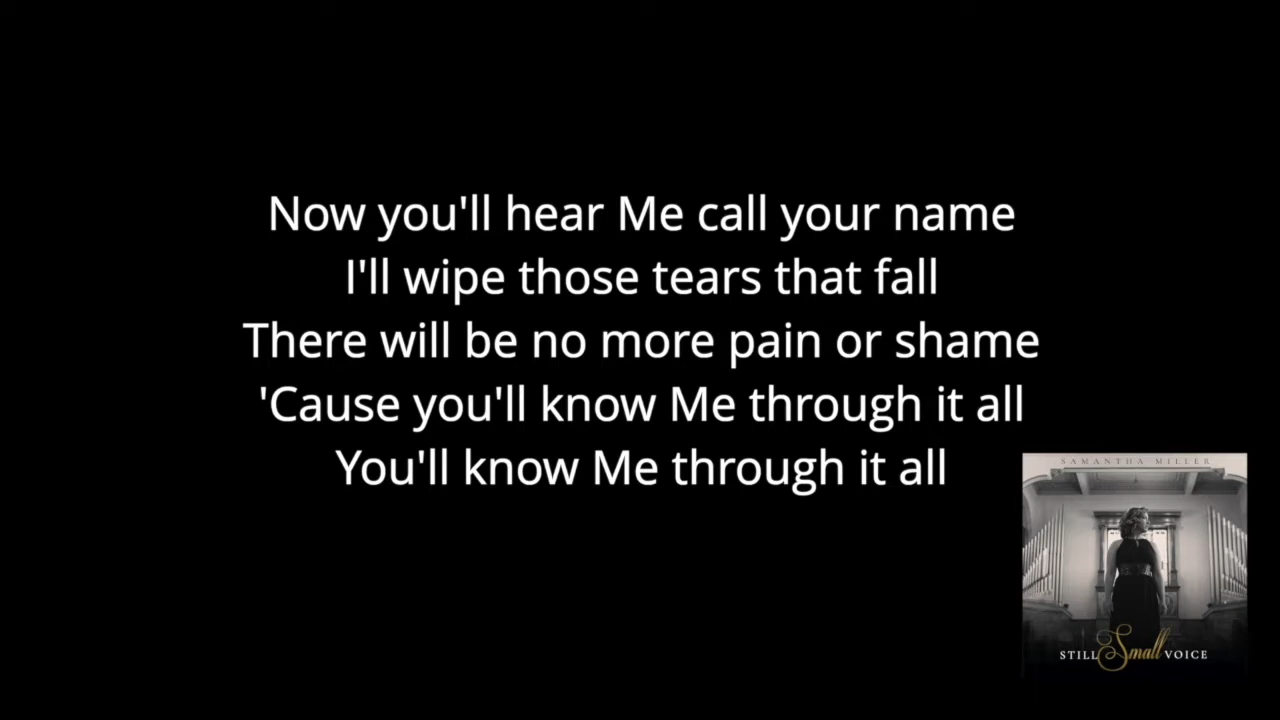 Now you'll hear Me call your name
I'll wipe those tears that fall
There will be no more pain or shame
'Cause you'll know Me through it all
You'll know Me through it all
SAMANTHA MILLER
STILL Small VOICE